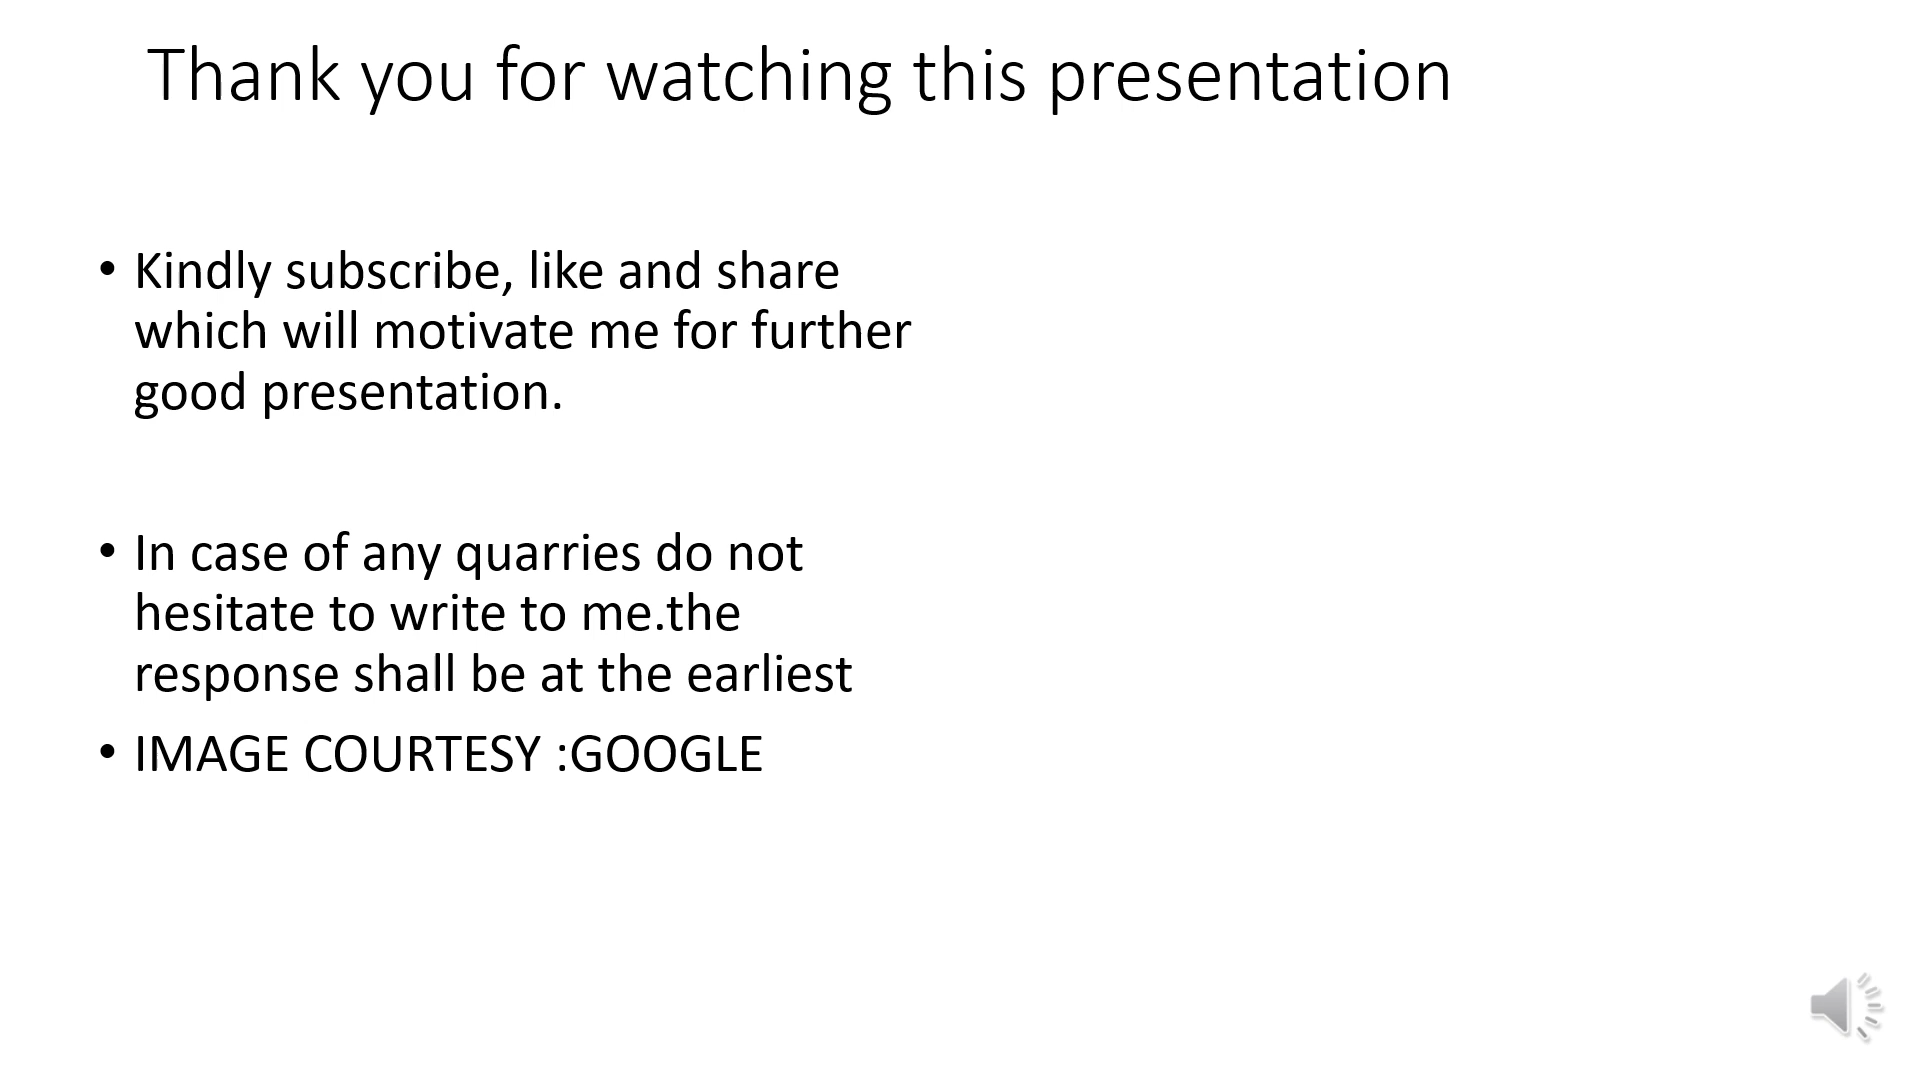 Thank you for watching this presentation
• Kindly subscribe, like and share
which will motivate me for further
good presentation.
• In case of any quarries do not
hesitate to write to me.the
response shall be at the earliest
• IMAGE COURTESY :GOOGLE